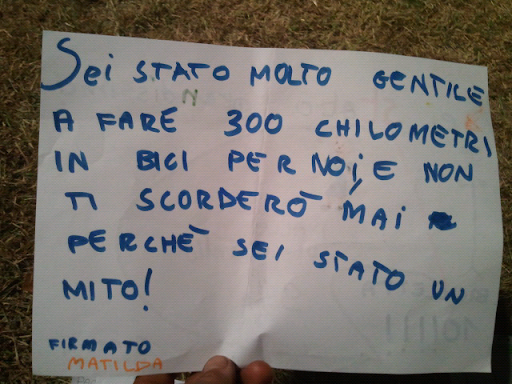 Sei STATO MOLTO GENTILE
A FARE 300 CHILOMETRI
IN BICI PER NOI, E NON
TI SCORDERÒ MAI
PERCHÈ SEI STATO UN
MITO!
FIRMATO
MATILDA